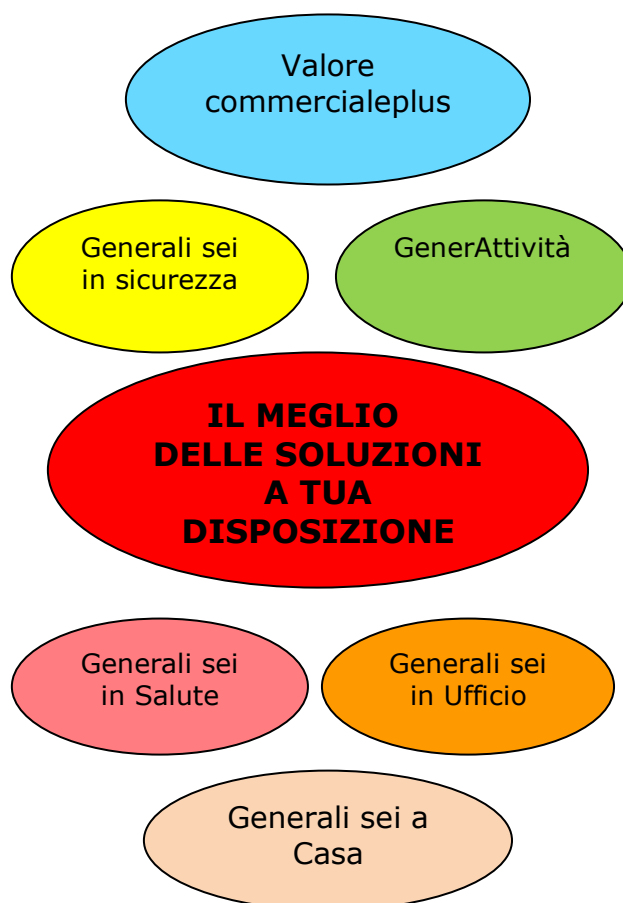 Valore
commercialeplus
Generali sei
in sicurezza
GenerAttività
IL MEGLIO
DELLE SOLUZIONI
A TUA
DISPOSIZIONE
Generali sei
in Salute
Generali sei
in Ufficio
Generali sei a
Casa